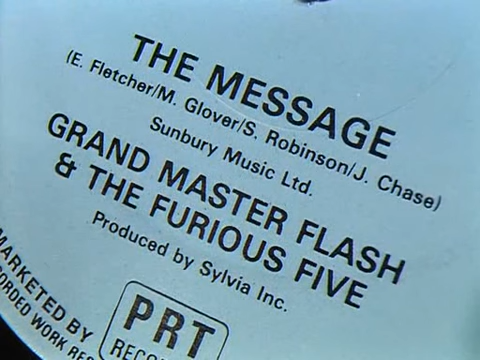 THE MESSAGE
(E. Fletcher/M. Glover/S. Robinson/J. Chase)
Sunbury Music Ltd.
GRAND MASTER FLASH
& THE FURIOUS FIVE
Produced by Sylvia Inc.
MARKETED BY
PRT